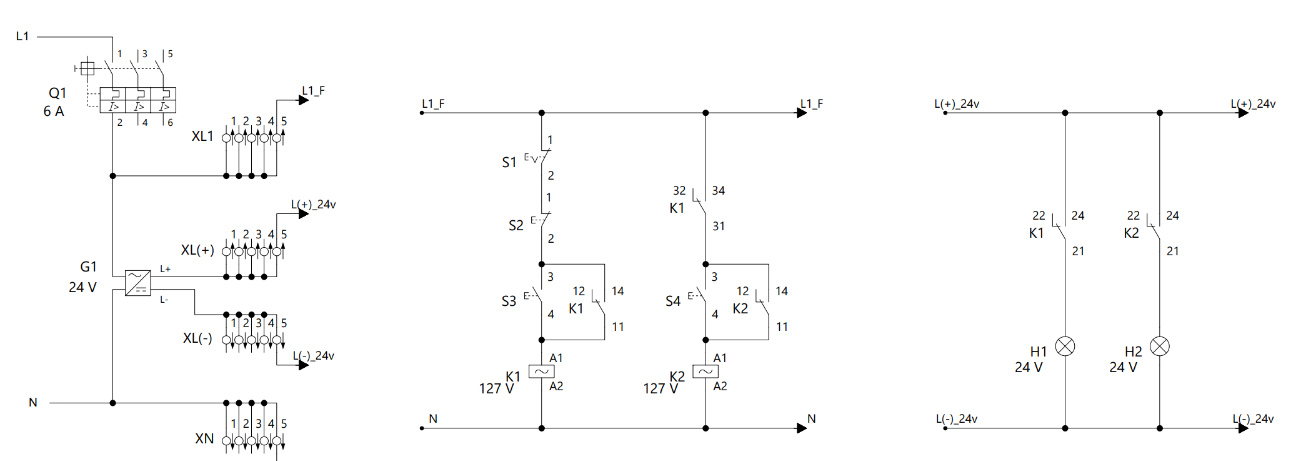 L1
1 3 5
Q1
6 A
2 4 6
L1_F
XL1
1 2 3 4 5
L(+)_24v
XL(+)
1 2 3 4 5
G1
24 V
L+
L-
XL(-)
1 2 3 4 5
L(-)_24v
N
XN
1 2 3 4 5
L1_F
L1_F
S1
1
2
S2
1
2
S3
3
4
12 14
K1
11
K1
127 V
A1
A2
32 34
K1
31
S4
3
4
12 14
K2
11
K2
127 V
A1
A2
N
N
L(+)_24v
L(+)_24v
22 24
K1
21
22 24
K2
21
H1
24 V
H2
24 V
L(-)_24v
L(-)_24v